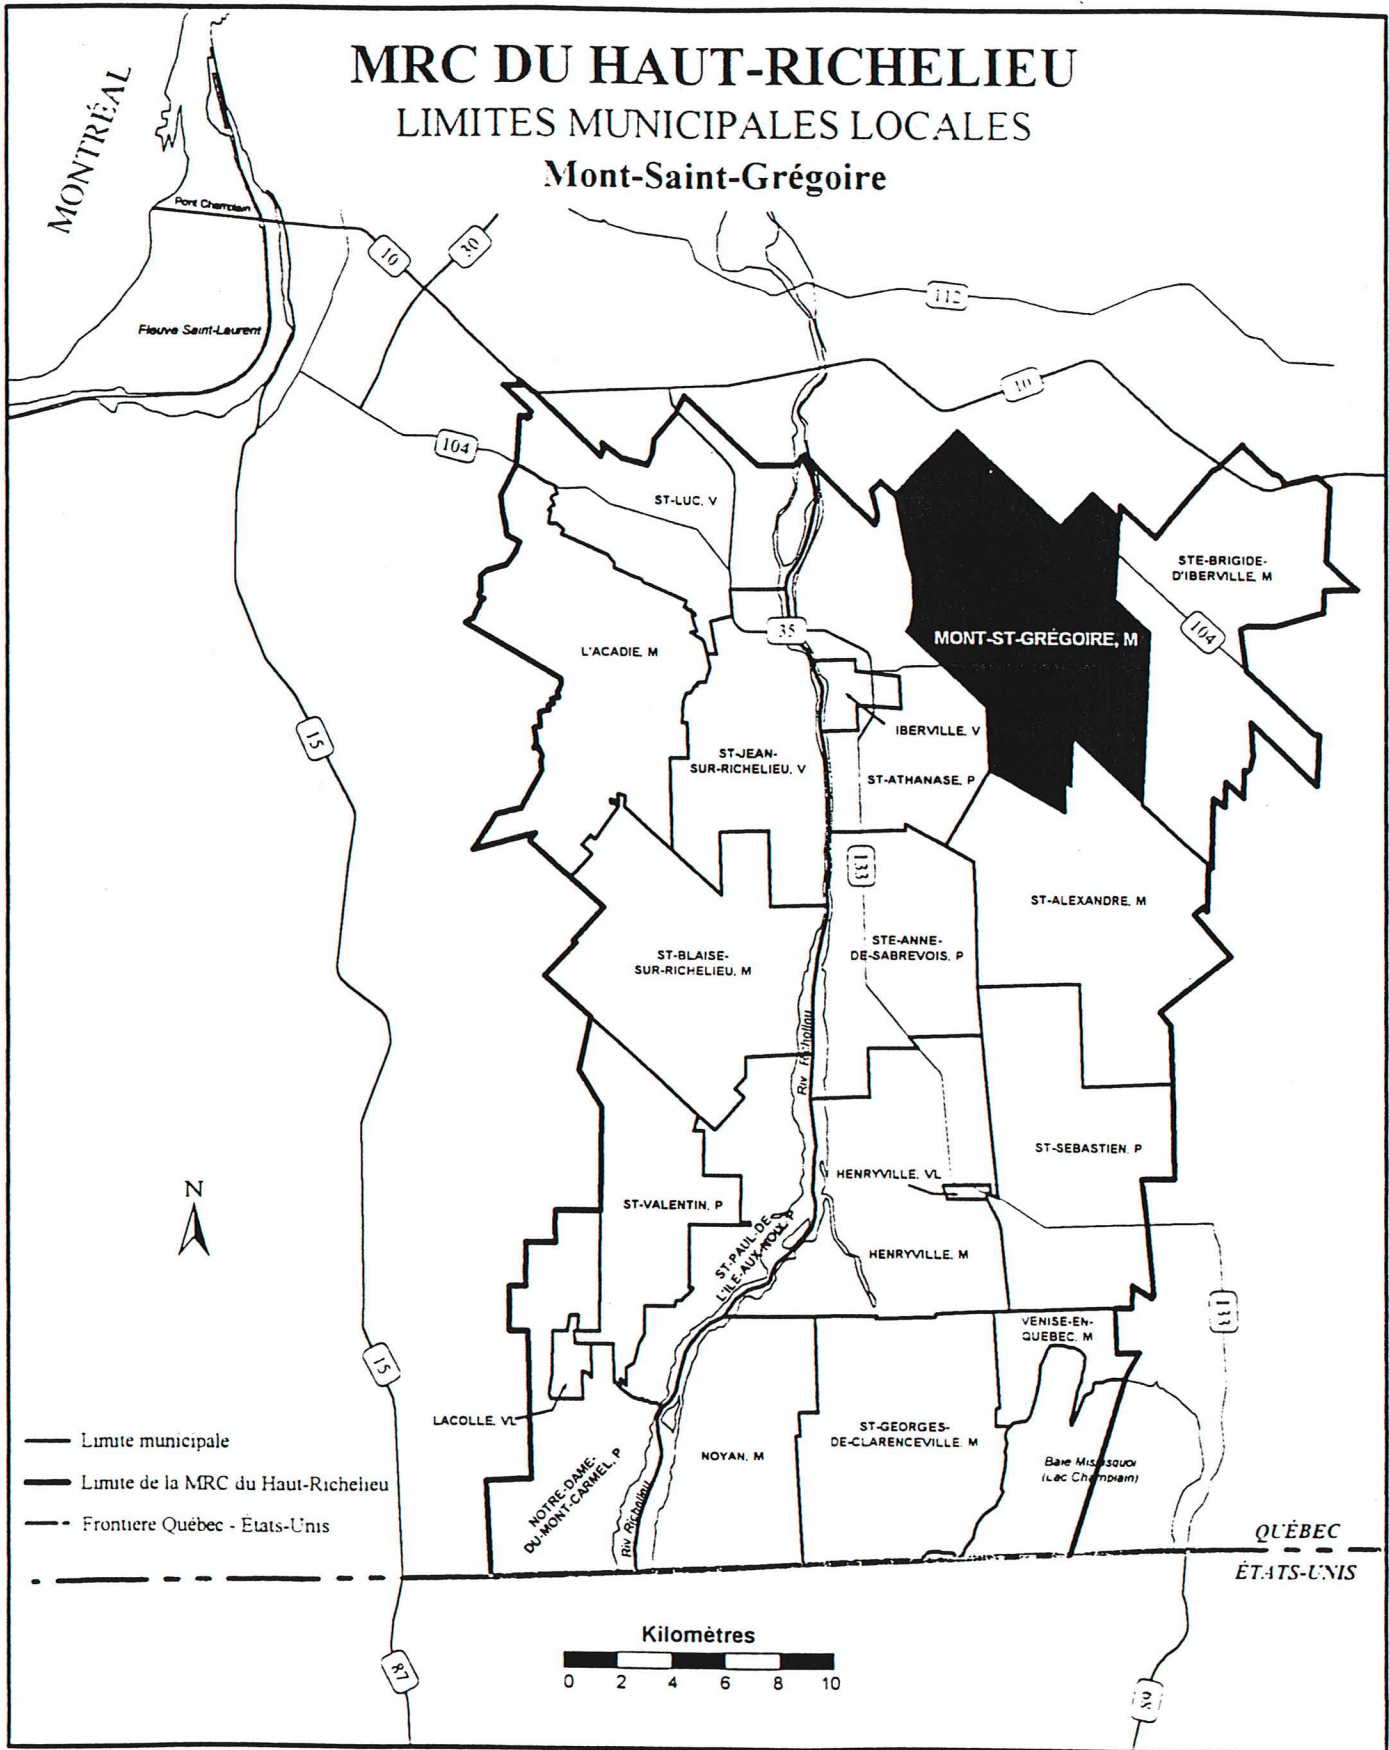 MRC DU HAUT-RICHELIEU
LIMITES MUNICIPALES LOCALES
Mont-Saint-Grégoire
MONTRÉAL
Pont Champlain
10
30
112
Fleuve Saint-Laurent
10
104
ST-LUC, V
STE-BRIGIDE-
D'IBERVILLE, M
104
35
MONT-ST-GRÉGOIRE, M
L'ACADIE, M
15
IBERVILLE, V
ST-JEAN-
SUR-RICHELIEU, V
ST-ATHANASE, P
133
ST-ALEXANDRE, M
STE-ANNE-
DE-SABREVOIS, P
ST-BLAISE-
SUR-RICHELIEU, M
Riv Richelieu
ST-SEBASTIEN, P
HENRYVILLE, VL
N
ST-VALENTIN, P
ST-PAUL-DE-
L'ILE-AUX-NOIX, P
HENRYVILLE, M
133
VENISE-EN-
QUEBEC, M
15
LACOLLE, VL
ST-GEORGES-
DE-CLARENCEVILLE, M
NOYAN, M
Baie Missisquoi
(Lac Champlain)
NOTRE-DAME-
DU-MONT-CARMEL, P
Riv Richelieu
Limite municipale
Limite de la MRC du Haut-Richelieu
Frontière Québec - États-Unis
QUÉBEC
ÉTATS-UNIS
Kilomètres
0 2 4 6 8 10
87